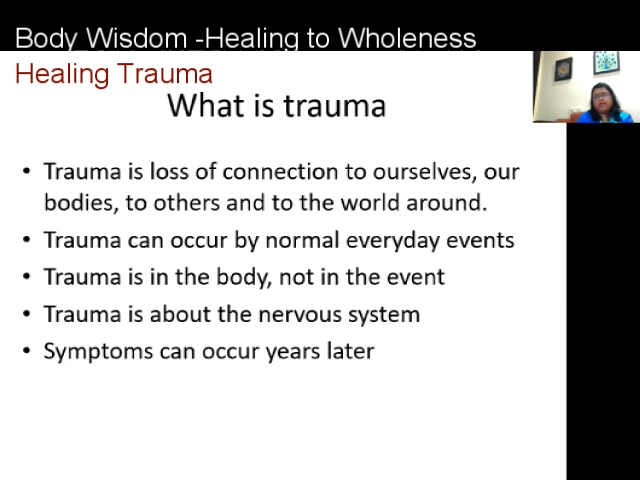 Body Wisdom -Healing to Wholeness
Healing Trauma
What is trauma
• Trauma is loss of connection to ourselves, our
bodies, to others and to the world around.
• Trauma can occur by normal everyday events
• Trauma is in the body, not in the event
• Trauma is about the nervous system
• Symptoms can occur years later